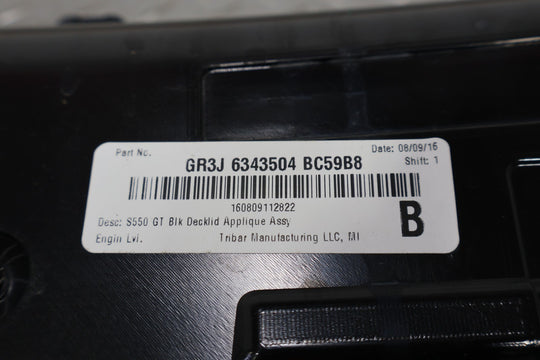 Part No. Date: 08/09/16
GR3J 6343504 BC59B8 Shift: 1
160809112822
Desc: S550 GT Blk Decklid Applique Assy B
Engin Lvl. Tribar Manufacturing LLC, MI